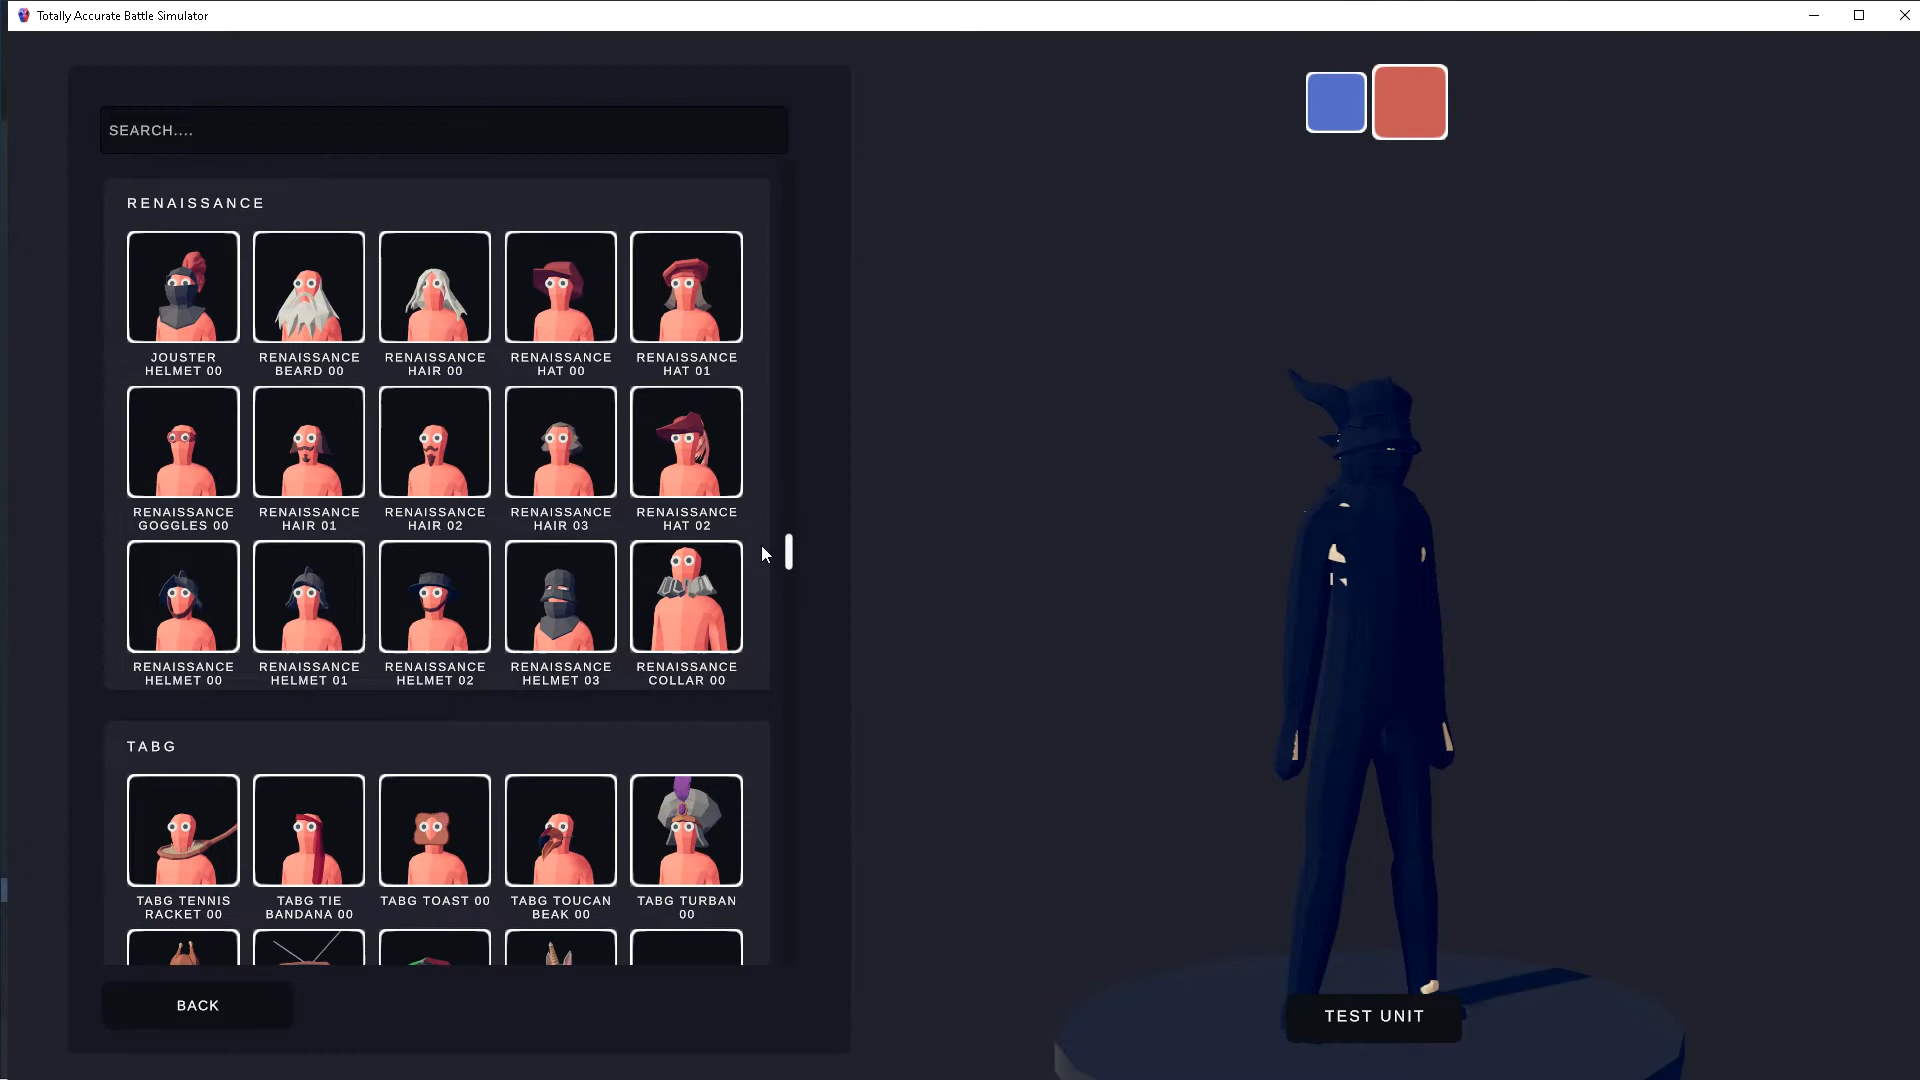 Totally Accurate Battle Simulator
SEARCH....
RENAISSANCE
JOUSTER
HELMET 00
RENAISSANCE
BEARD 00
RENAISSANCE
HAIR 00
RENAISSANCE
HAT 00
RENAISSANCE
HAT 01
RENAISSANCE
GOGGLES 00
RENAISSANCE
HAIR 01
RENAISSANCE
HAIR 02
RENAISSANCE
HAIR 03
RENAISSANCE
HAT 02
RENAISSANCE
HELMET 00
RENAISSANCE
HELMET 01
RENAISSANCE
HELMET 02
RENAISSANCE
HELMET 03
RENAISSANCE
COLLAR 00
TABG
TABG TENNIS
RACKET 00
TABG TIE
BANDANA 00
TABG TOAST 00
TABG TOUCAN
BEAK 00
TABG TURBAN
00
BACK
TEST UNIT